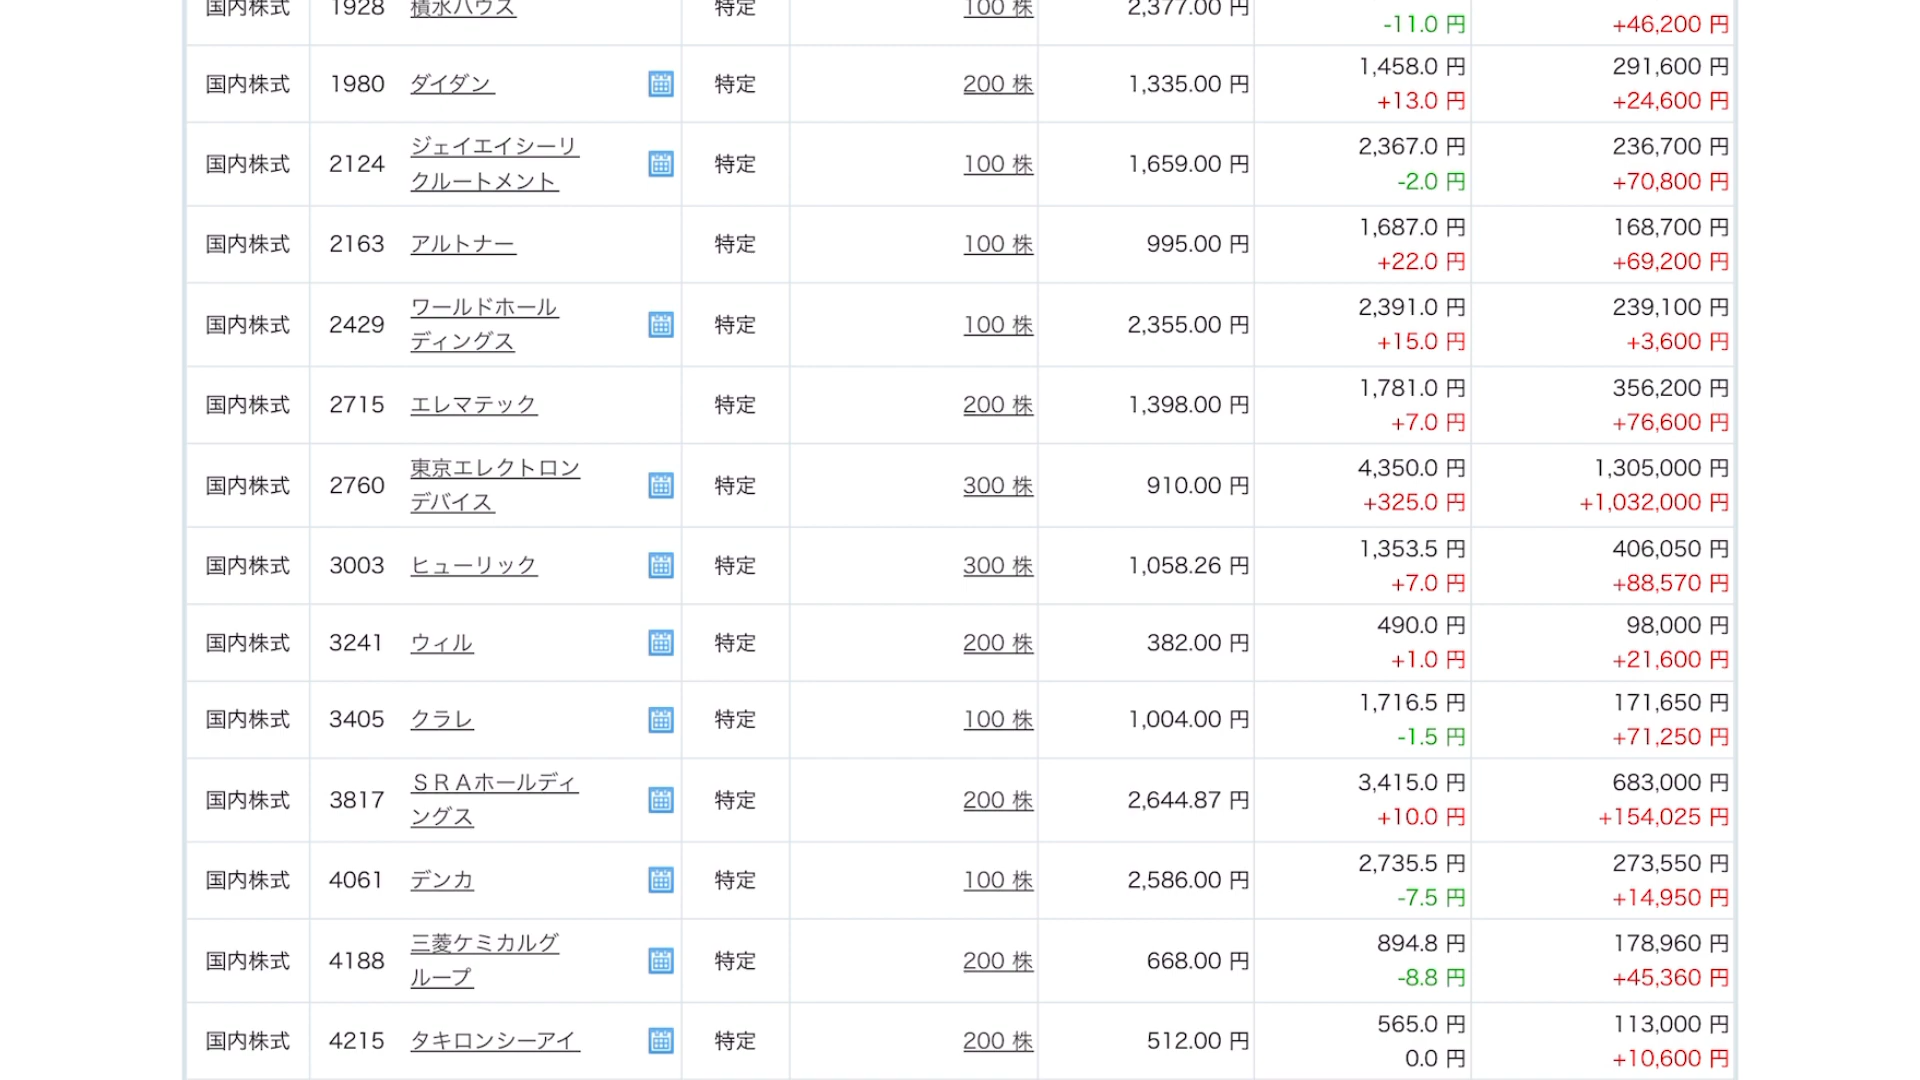 国内株式 1928 積水ハウス 特定 100 株 2,377.00 円
-11.0 円 +46,200 円
国内株式 1980 ダイダン 特定 200 株 1,335.00 円 1,458.0 円 291,600 円
+13.0 円 +24,600 円
国内株式 2124 ジェイエイシーリ 特定 100 株 1,659.00 円 2,367.0 円 236,700 円
クルートメント -2.0 円 +70,800 円
国内株式 2163 アルトナー 特定 100 株 995.00 円 1,687.0 円 168,700 円
+22.0 円 +69,200 円
国内株式 2429 ワールドホール 特定 100 株 2,355.00 円 2,391.0 円 239,100 円
ディングス +15.0 円 +3,600 円
国内株式 2715 エレマテック 特定 200 株 1,398.00 円 1,781.0 円 356,200 円
+7.0 円 +76,600 円
国内株式 2760 東京エレクトロン 特定 300 株 910.00 円 4,350.0 円 1,305,000 円
デバイス +325.0 円 +1,032,000 円
国内株式 3003 ヒューリック 特定 300 株 1,058.26 円 1,353.5 円 406,050 円
+7.0 円 +88,570 円
国内株式 3241 ウィル 特定 200 株 382.00 円 490.0 円 98,000 円
+1.0 円 +21,600 円
国内株式 3405 クラレ 特定 100 株 1,004.00 円 1,716.5 円 171,650 円
-1.5 円 +71,250 円
国内株式 3817 ＳＲＡホールディ 特定 200 株 2,644.87 円 3,415.0 円 683,000 円
ングス +10.0 円 +154,025 円
国内株式 4061 デンカ 特定 100 株 2,586.00 円 2,735.5 円 273,550 円
-7.5 円 +14,950 円
国内株式 4188 三菱ケミカルグ 特定 200 株 668.00 円 894.8 円 178,960 円
ループ -8.8 円 +45,360 円
国内株式 4215 タキロンシーアイ 特定 200 株 512.00 円 565.0 円 113,000 円
0.0 円 +10,600 円